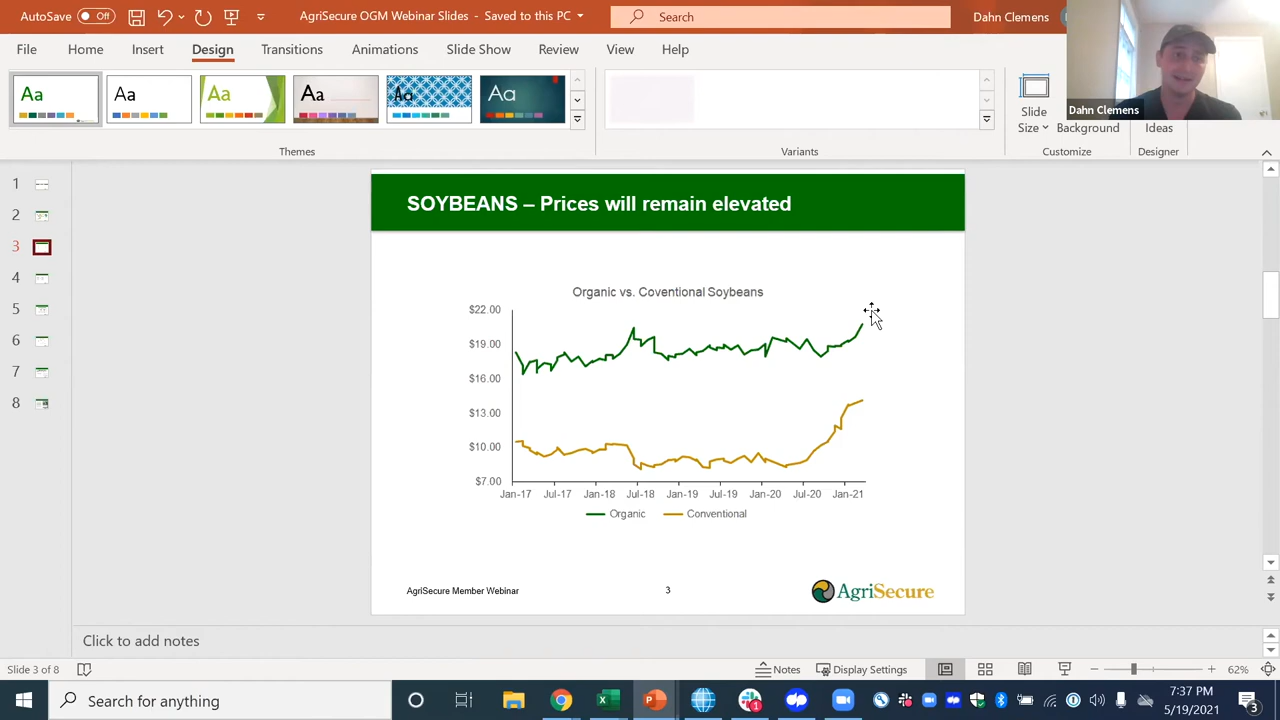 AutoSave Off AgriSecure OGM Webinar Slides - Saved to this PC Search Dahn Clemens
File Home Insert Design Transitions Animations Slide Show Review View Help
Aa Aa Aa Aa Aa Aa
Slide
Size Background Ideas
Dahn Clemens
Themes Variants Customize Designer
1
2
3
4
5
6
7
8
SOYBEANS – Prices will remain elevated
Organic vs. Coventional Soybeans
$22.00
$19.00
$16.00
$13.00
$10.00
$7.00
Jan-17 Jul-17 Jan-18 Jul-18 Jan-19 Jul-19 Jan-20 Jul-20 Jan-21
Organic Conventional
AgriSecure Member Webinar 3 AgriSecure
Click to add notes
Slide 3 of 8 Notes Display Settings 62%
Search for anything
7:37 PM
5/19/2021
3